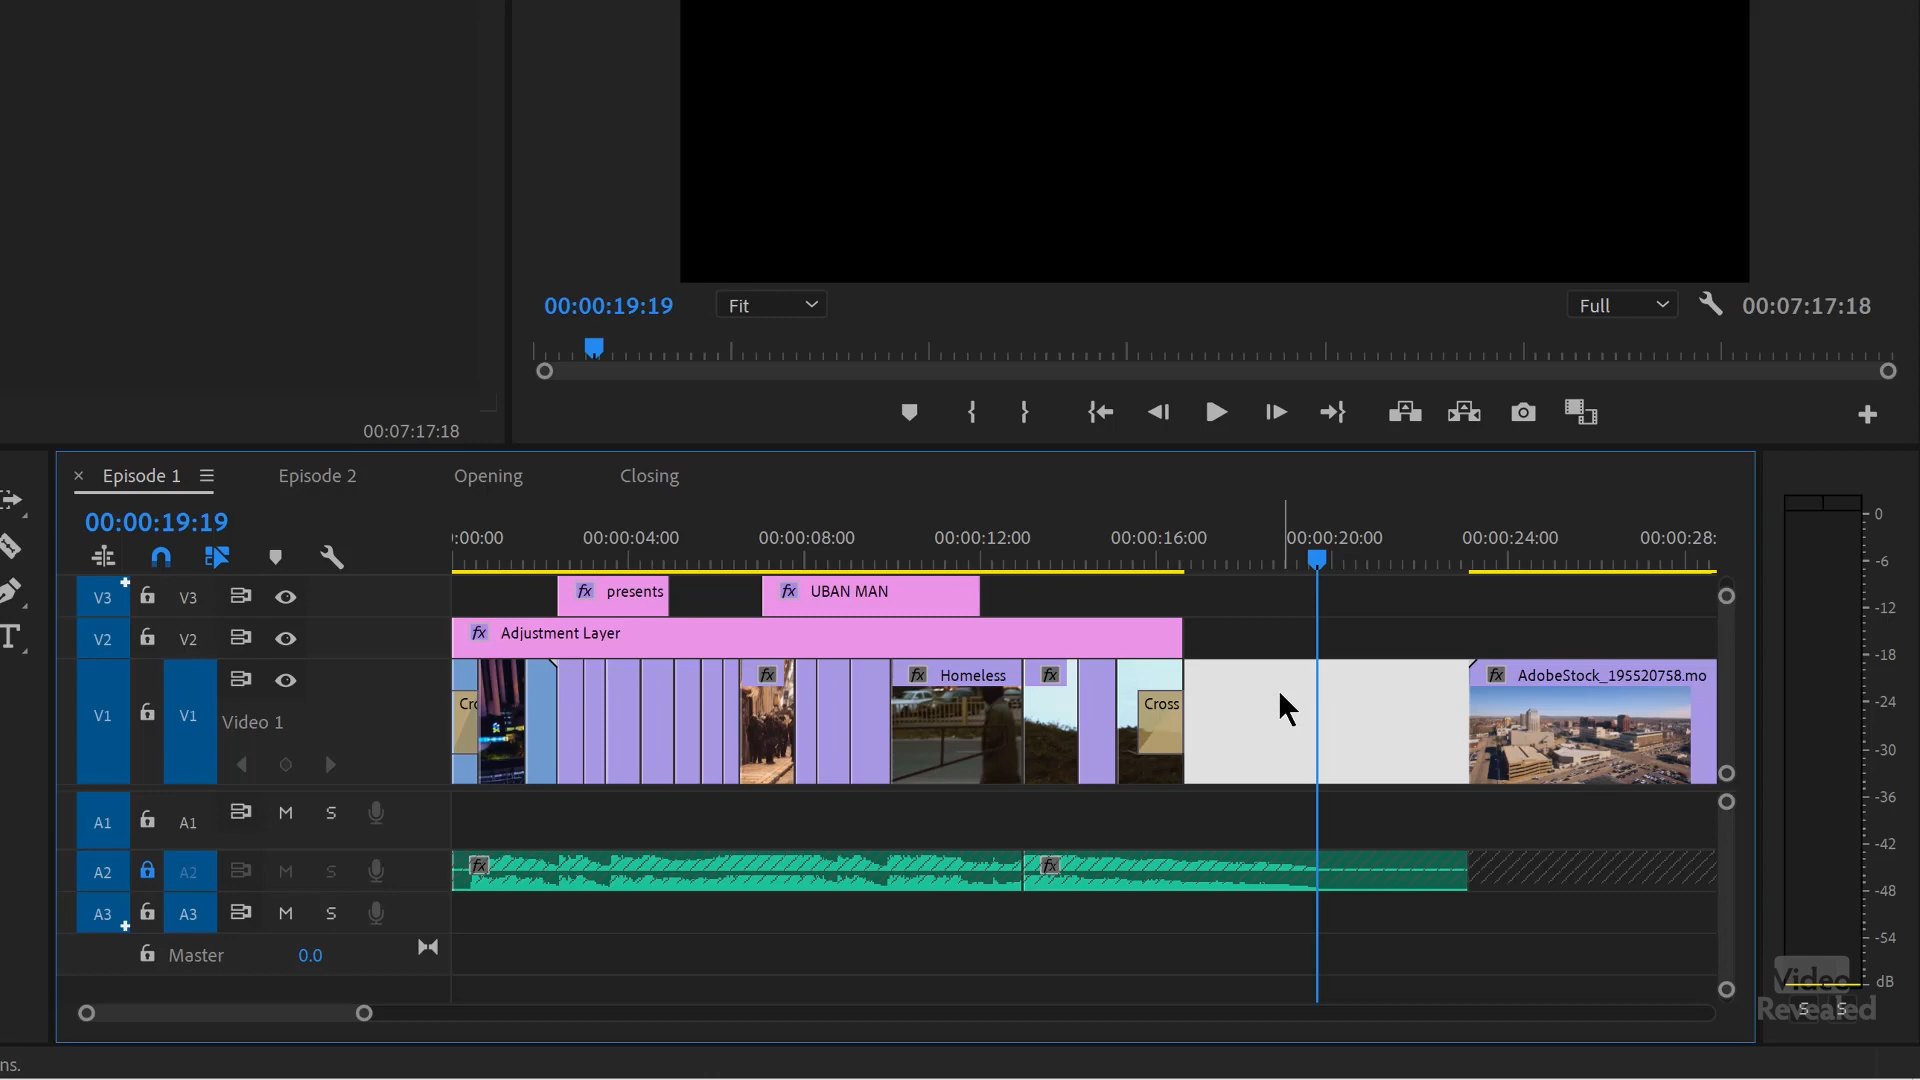 00:00:19:19
Fit
Full
00:07:17:18
00:07:17:18
Episode 1
Episode 2
Opening
Closing
00:00:19:19
:00:00
00:00:04:00
00:00:08:00
00:00:12:00
00:00:16:00
00:00:20:00
00:00:24:00
00:00:28:
V3
V3
fx presents
fx UBAN MAN
V2
V2
fx Adjustment Layer
V1
V1
Video 1
Cro
fx
fx Homeless
fx
Cross
fx AdobeStock_195520758.mo
A1
A1
M
S
A2
A2
M
S
fx
fx
A3
A3
M
S
Master
0.0
0
-6
-12
-18
-24
-30
-36
-42
-48
-54
dB
S
S
Video
Revealed
ns.